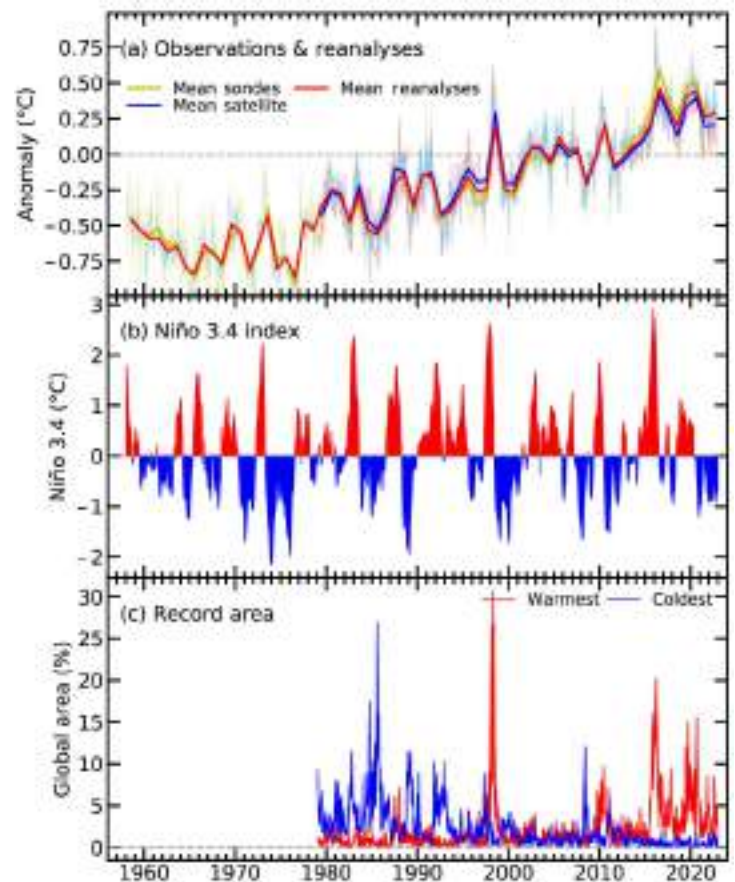 (a) Observations & reanalyses
Mean sondes
Mean reanalyses
Mean satellite
Anomaly (°C)
0.75
0.50
0.25
0.00
−0.25
−0.50
−0.75
(b) Niño 3.4 index
Niño 3.4 (°C)
3
2
1
0
−1
−2
(c) Record area
Warmest
Coldest
Global area (%)
30
25
20
15
10
5
0
1960 1970 1980 1990 2000 2010 2020